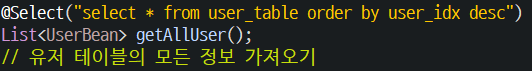 @Select("select * from user_table order by user_idx desc")
List<UserBean> getAllUser();
// 유저 테이블의 모든 정보 가져오기